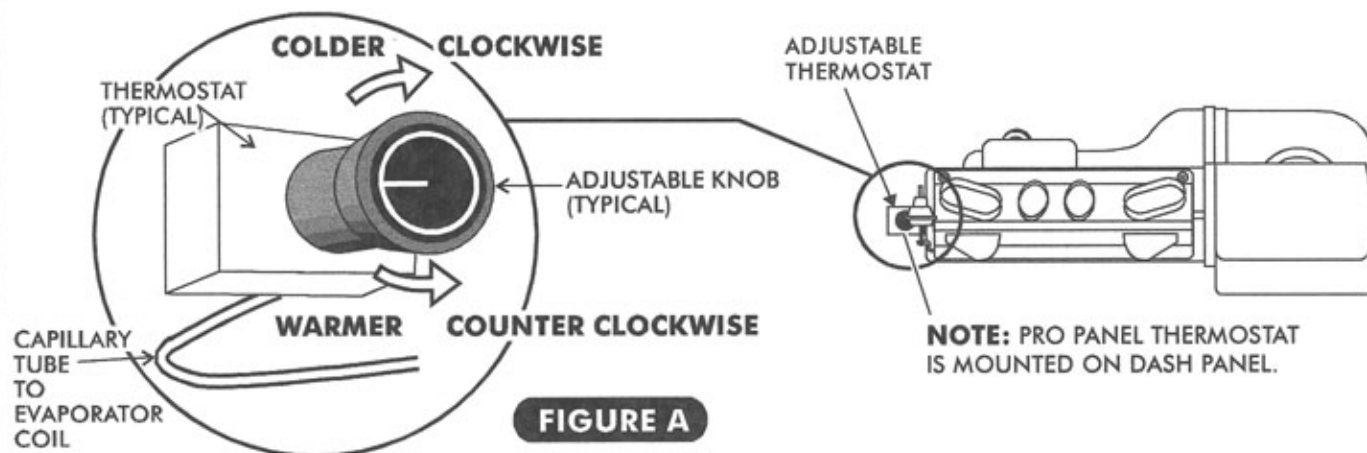 COLDER CLOCKWISE
THERMOSTAT
(TYPICAL)
ADJUSTABLE KNOB
(TYPICAL)
WARMER COUNTER CLOCKWISE
CAPILLARY
TUBE
TO
EVAPORATOR
COIL
ADJUSTABLE
THERMOSTAT
NOTE: PRO PANEL THERMOSTAT
IS MOUNTED ON DASH PANEL.
FIGURE A